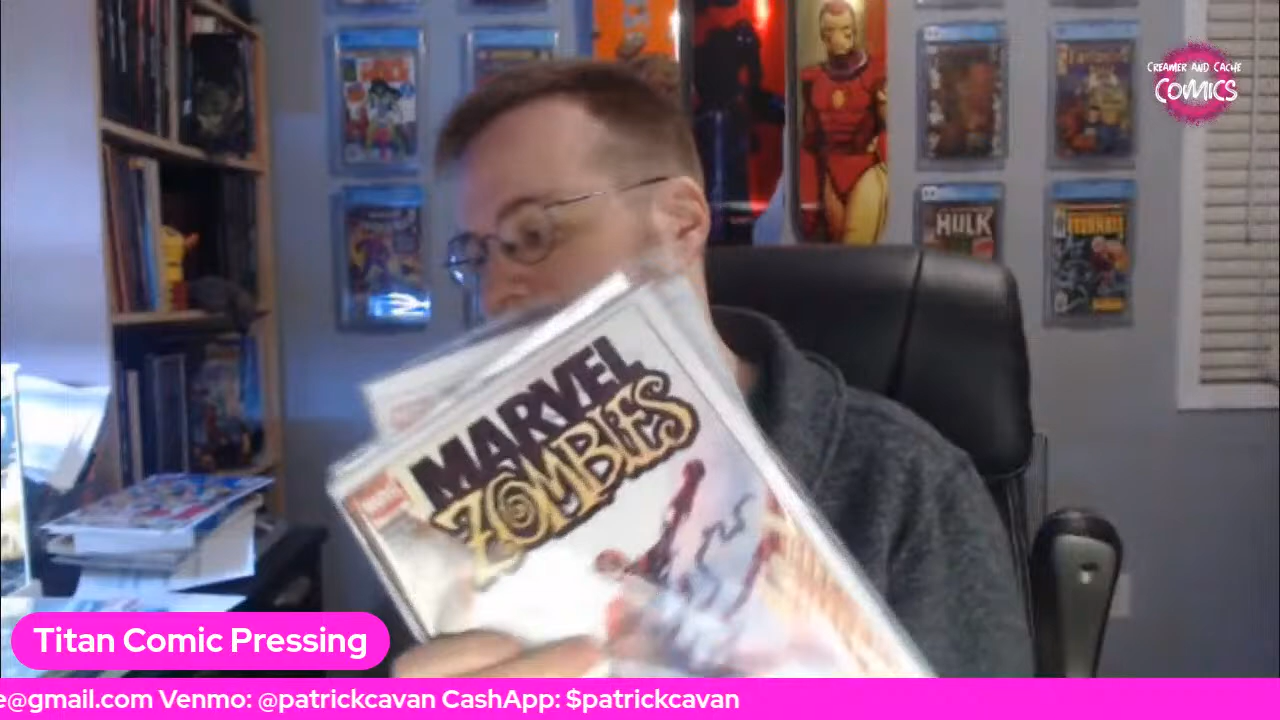 CREAMER AND CACHE
COMICS
HULK
MARVEL
ZOMBIES
Titan Comic Pressing
e@gmail.com Venmo: @patrickcavan CashApp: $patrickcavan